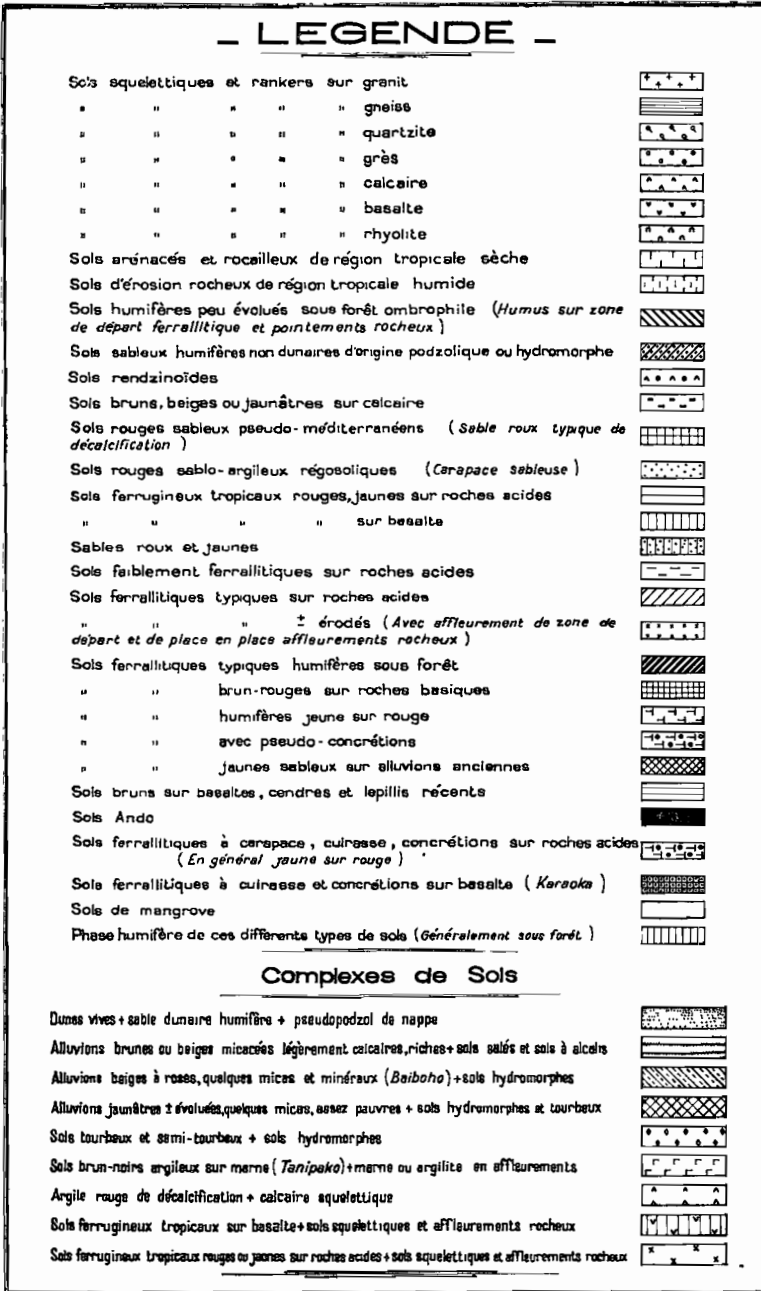 _ LEGENDE _
Sols squelettiques et rankers sur granit
" " " " " gneiss
" " " " " quartzite
" " " " " grès
" " " " " calcaire
" " " " " basalte
" " " " " rhyolite
Sols arénacés et rocailleux de région tropicale sèche
Sols d'érosion rocheux de région tropicale humide
Sols humifères peu évolués sous forêt ombrophile (Humus sur zone
de départ ferrallitique et pointements rocheux)
Sols sableux humifères non dunaires d'origine podzolique ou hydromorphe
Sols rendzinoïdes
Sols bruns, beiges ou jaunâtres sur calcaire
Sols rouges sableux pseudo-méditerranéens (Sable roux typique de
décalcification)
Sols rouges sablo-argileux régosoliques (Carapace sableuse)
Sols ferrugineux tropicaux rouges, jaunes sur roches acides
" " " " sur basalte
Sables roux et jaunes
Sols faiblement ferrallitiques sur roches acides
Sols ferrallitiques typiques sur roches acides
" " " ± érodés (Avec affleurement de zone de
départ et de place en place affleurements rocheux)
Sols ferrallitiques typiques humifères sous forêt
" " brun-rouges sur roches basiques
" " humifères jeune sur rouge
" " avec pseudo-concrétions
" " jaunes sableux sur alluvions anciennes
Sols bruns sur basaltes, cendres et lepillis récents
Sols Ando
Sols ferrallitiques à carapace, cuirasse, concrétions sur roches acides
(En général jaune sur rouge)
Sols ferrallitiques à cuirasse et concrétions sur basalte (Karaoka)
Sols de mangrove
Phase humifère de ces différents types de sols (Généralement sous forêt)
Complexes de Sols
Dunes vives + sable dunaire humifère + pseudopodzol de nappe
Alluvions brunes ou beiges micacées légèrement calcaires, riches + sols salés et sols à alcalis
Alluvions beiges à roses, quelques micas et minéraux (Baiboho) + sols hydromorphes
Alluvions jaunâtres ± évoluées, quelques micas, assez pauvres + sols hydromorphes et tourbeux
Sols tourbeux et semi-tourbeux + sols hydromorphes
Sols brun-noirs argileux sur marne (Tanipako) + marne ou argilite en affleurements
Argile rouge de décalcification + calcaire squelettique
Sols ferrugineux tropicaux sur basalte + sols squelettiques et affleurements rocheux
Sols ferrugineux tropicaux rouges ou jaunes sur roches acides + sols squelettiques et affleurements rocheux